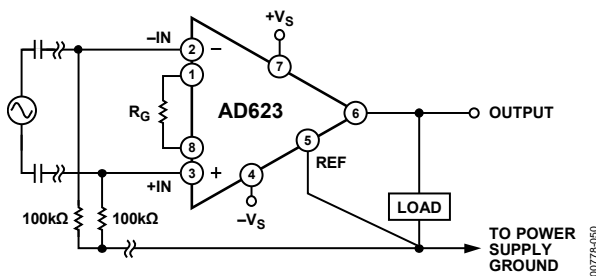 +VS
–IN
2
–
7
1
RG
AD623
6
OUTPUT
5
8
REF
3
+
4
+IN
–VS
LOAD
100kΩ
100kΩ
TO POWER
SUPPLY
GROUND
00778-050